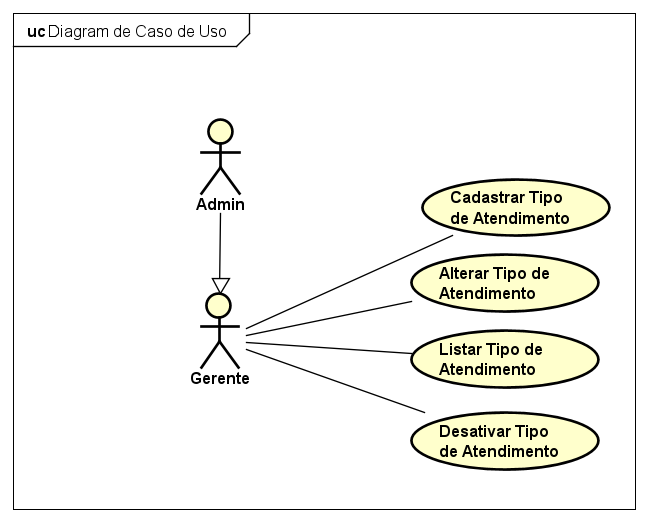 uc Diagram de Caso de Uso
Admin
Cadastrar Tipo
de Atendimento
Alterar Tipo de
Atendimento
Gerente
Listar Tipo de
Atendimento
Desativar Tipo
de Atendimento